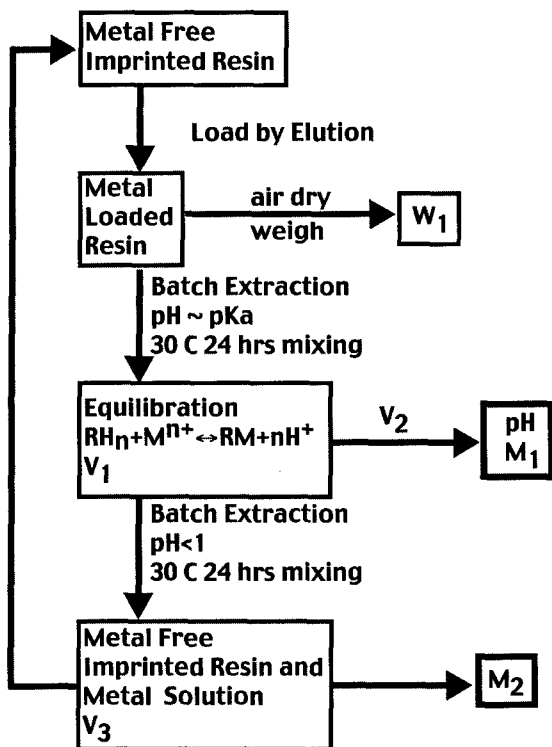 Metal Free
Imprinted Resin
Load by Elution
Metal
Loaded
Resin
air dry
weigh
W₁
Batch Extraction
pH ~ pKa
30 C 24 hrs mixing
Equilibration
RHₙ+Mⁿ⁺↔RM+nH⁺
V₁
V₂
pH
M₁
Batch Extraction
pH<1
30 C 24 hrs mixing
Metal Free
Imprinted Resin and
Metal Solution
V₃
M₂